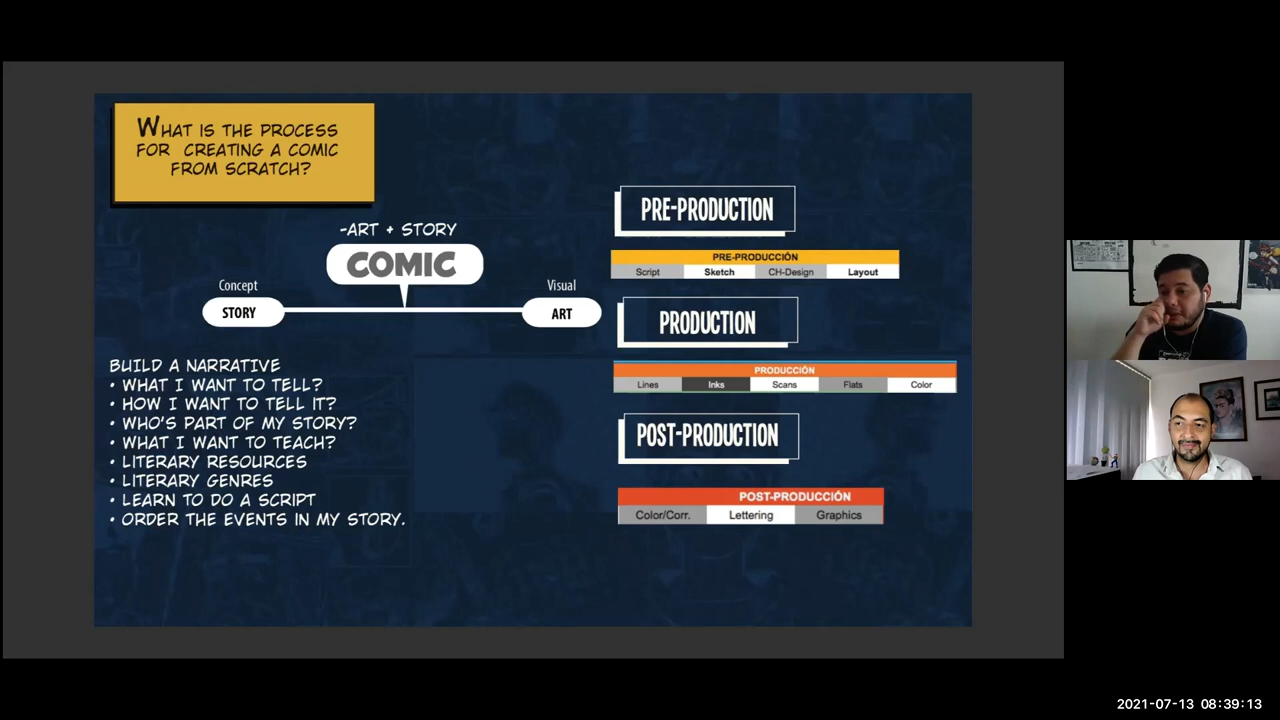 WHAT IS THE PROCESS
FOR CREATING A COMIC
FROM SCRATCH?
-ART + STORY
COMIC
Concept
STORY
Visual
ART
BUILD A NARRATIVE
• WHAT I WANT TO TELL?
• HOW I WANT TO TELL IT?
• WHO'S PART OF MY STORY?
• WHAT I WANT TO TEACH?
• LITERARY RESOURCES
• LITERARY GENRES
• LEARN TO DO A SCRIPT
• ORDER THE EVENTS IN MY STORY.
PRE-PRODUCTION
PRE-PRODUCCIÓN
Script Sketch CH-Design Layout
PRODUCTION
PRODUCCIÓN
Lines Inks Scans Flats Color
POST-PRODUCTION
POST-PRODUCCIÓN
Color/Corr. Lettering Graphics
2021-07-13 08:39:13